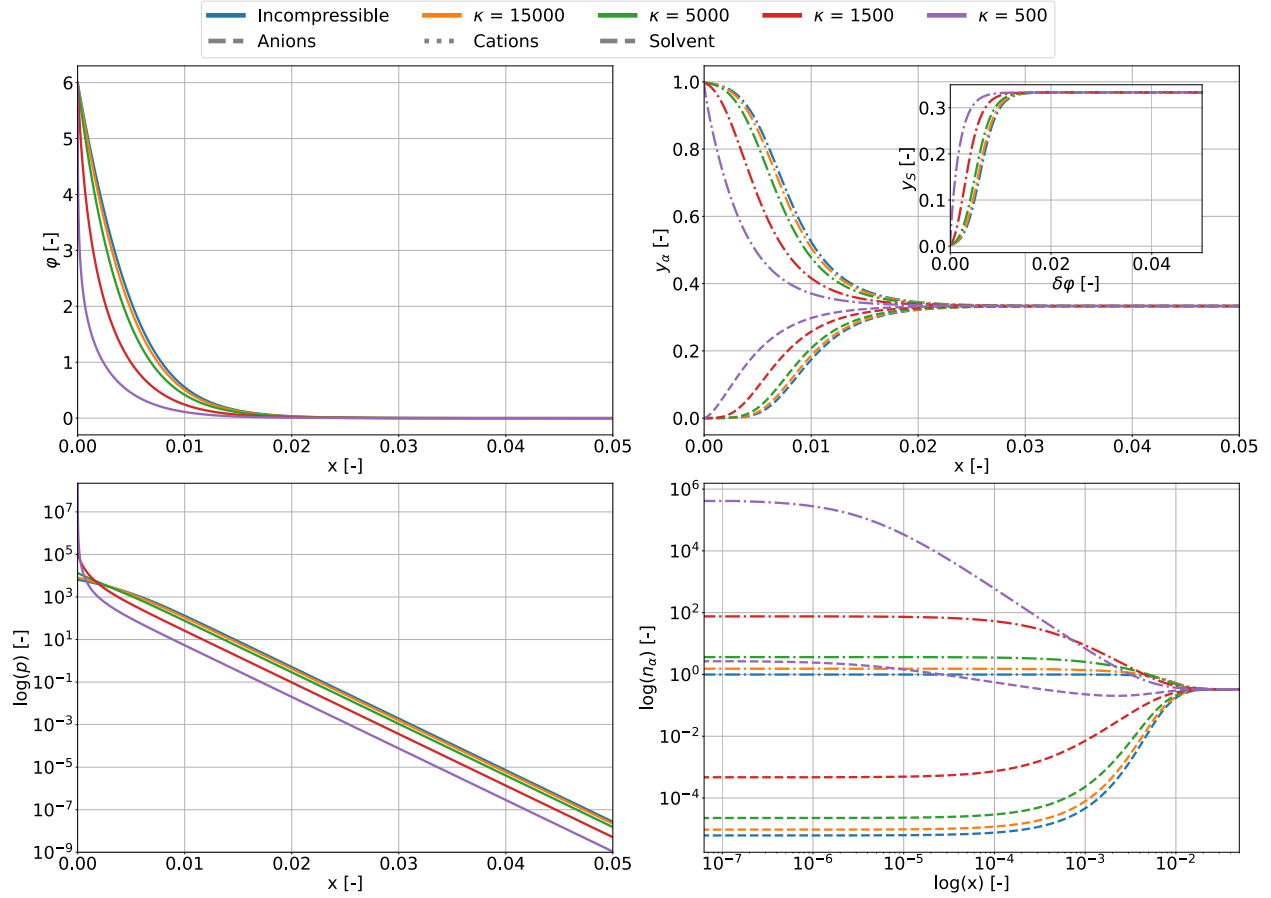 Incompressible κ = 15000 κ = 5000 κ = 1500 κ = 500
Anions Cations Solvent
φ [-]
6
5
4
3
2
1
0
0.00 0.01 0.02 0.03 0.04 0.05
x [-]
y_α [-]
1.0
0.8
0.6
0.4
0.2
0.0
0.00 0.01 0.02 0.03 0.04 0.05
x [-]
y_S [-]
0.3
0.2
0.1
0.0
0.00 0.02 0.04
δφ [-]
log(p) [-]
10^7
10^5
10^3
10^1
10^−1
10^−3
10^−5
10^−7
10^−9
0.00 0.01 0.02 0.03 0.04 0.05
x [-]
log(n_α) [-]
10^6
10^4
10^2
10^0
10^−2
10^−4
10^−7 10^−6 10^−5 10^−4 10^−3 10^−2
log(x) [-]